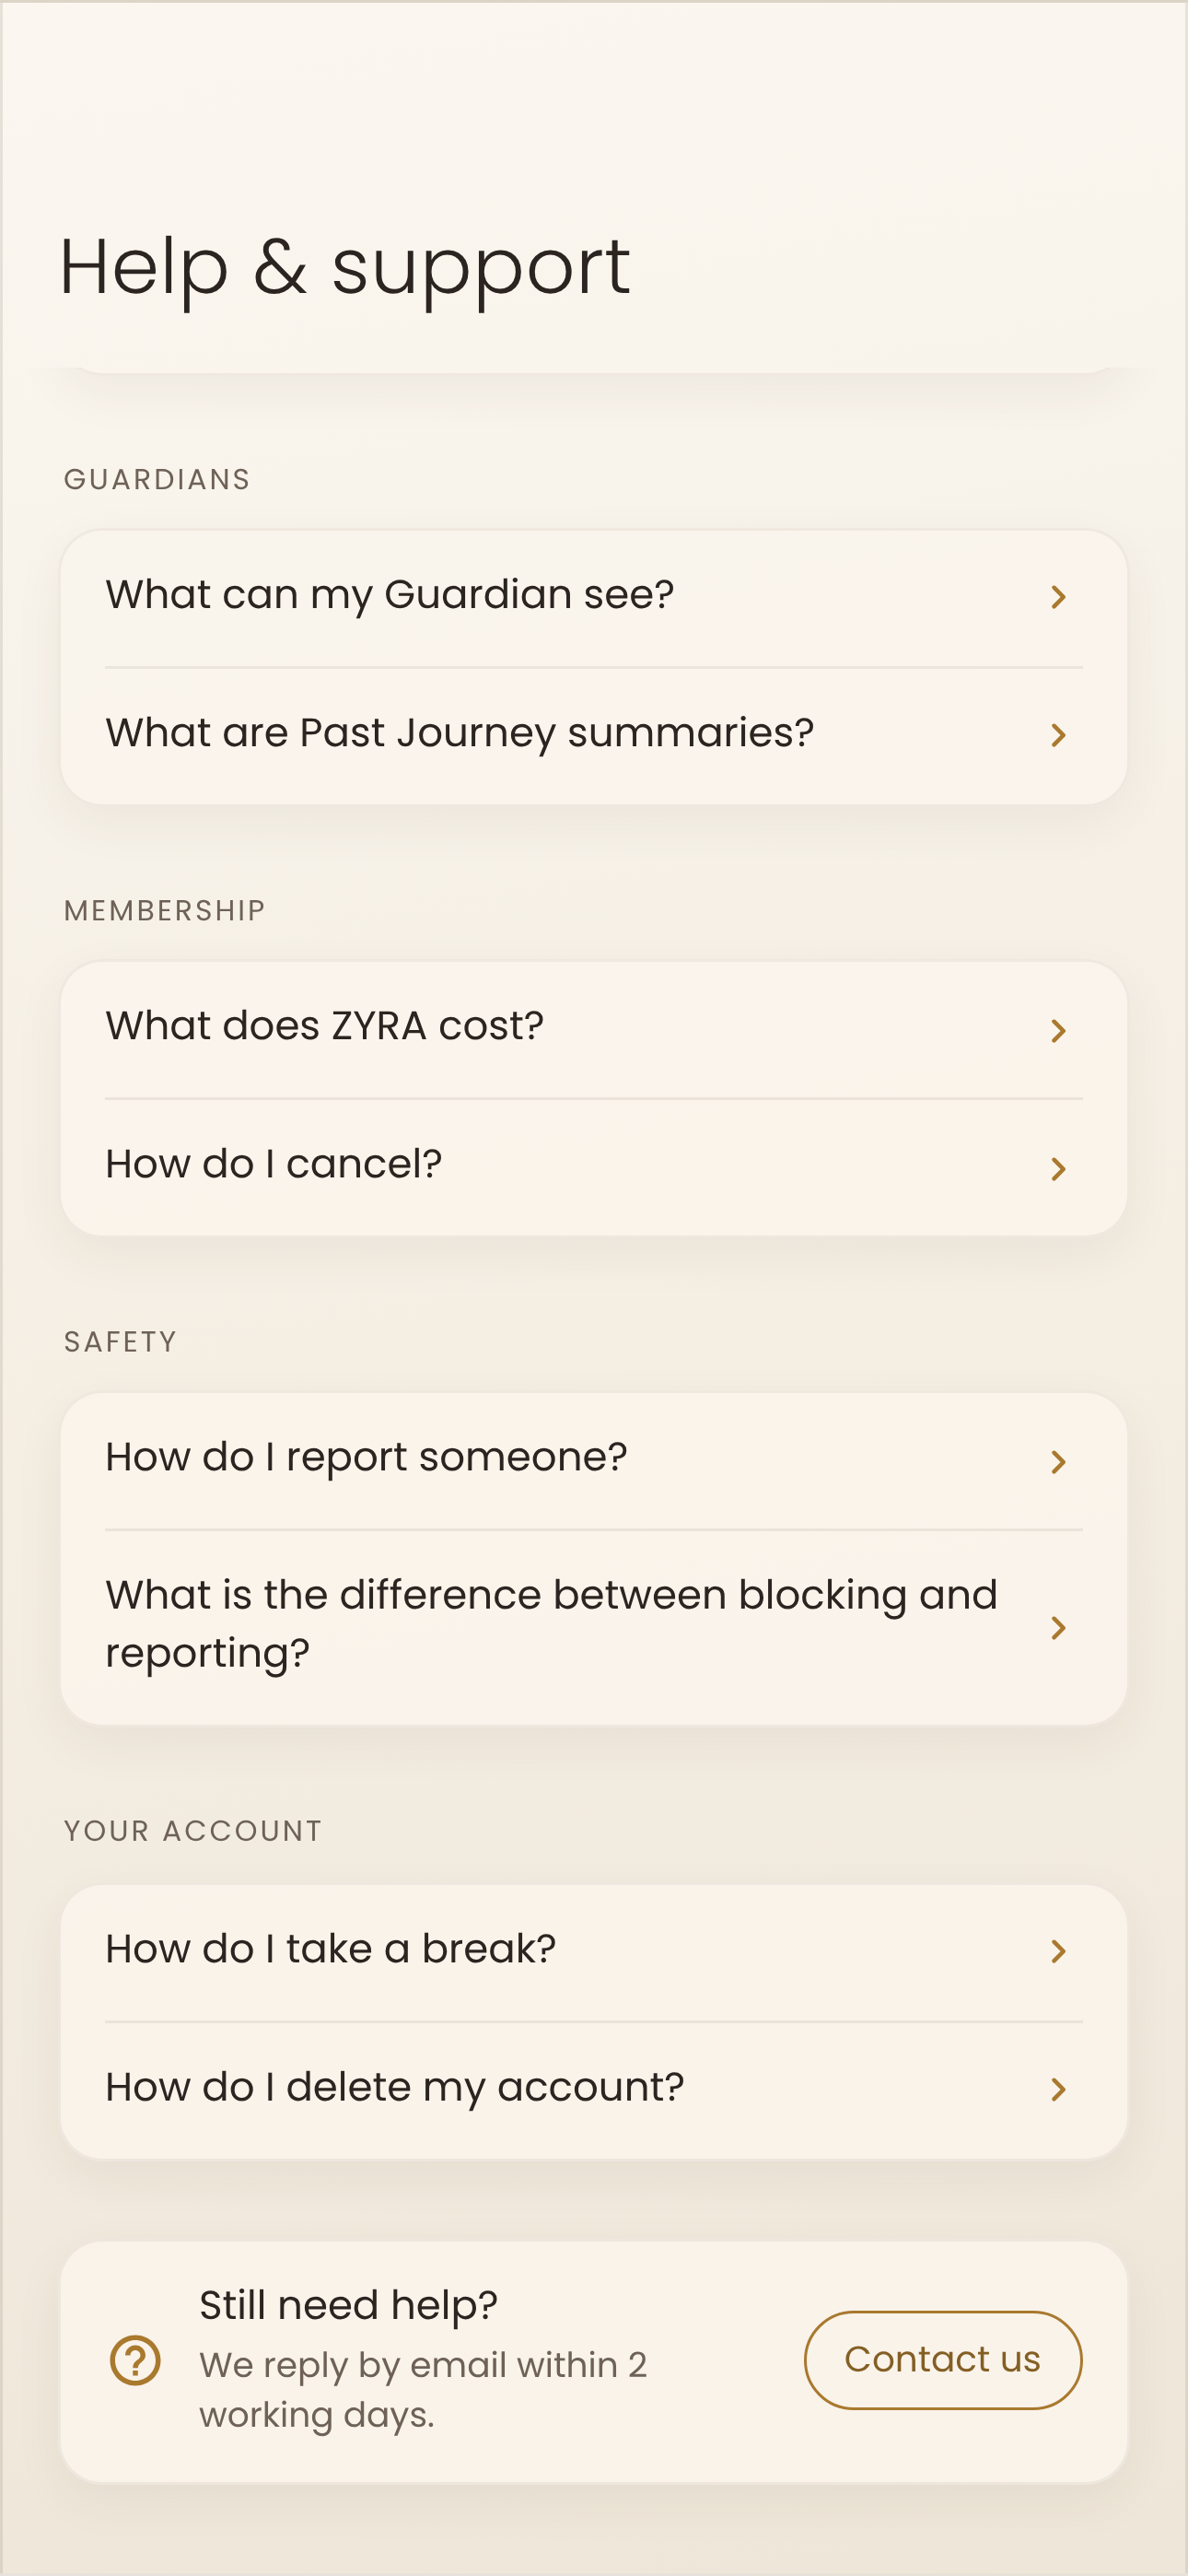 Help & support
GUARDIANS
What can my Guardian see?
What are Past Journey summaries?
MEMBERSHIP
What does ZYRA cost?
How do I cancel?
SAFETY
How do I report someone?
What is the difference between blocking and
reporting?
YOUR ACCOUNT
How do I take a break?
How do I delete my account?
Still need help?
We reply by email within 2
working days.
Contact us